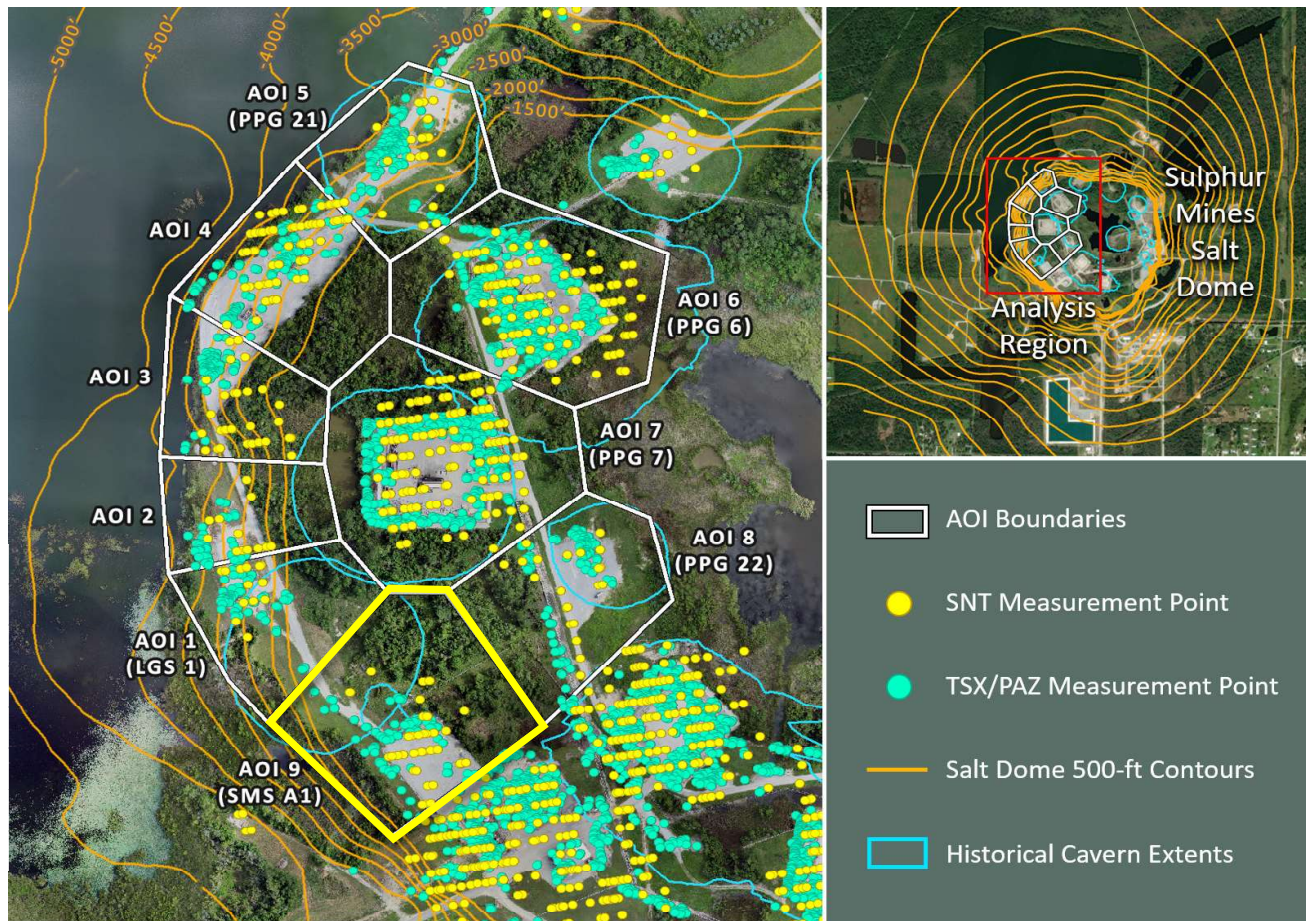 -5000'
-4500'
-4000'
-3500'
-3000'
-2500'
-2000'
-1500'
AOI 5
(PPG 21)
AOI 4
AOI 3
AOI 2
AOI 1
(LGS 1)
AOI 9
(SMS A1)
AOI 6
(PPG 6)
AOI 7
(PPG 7)
AOI 8
(PPG 22)
Sulphur
Mines
Salt
Dome
Analysis
Region
AOI Boundaries
SNT Measurement Point
TSX/PAZ Measurement Point
Salt Dome 500-ft Contours
Historical Cavern Extents